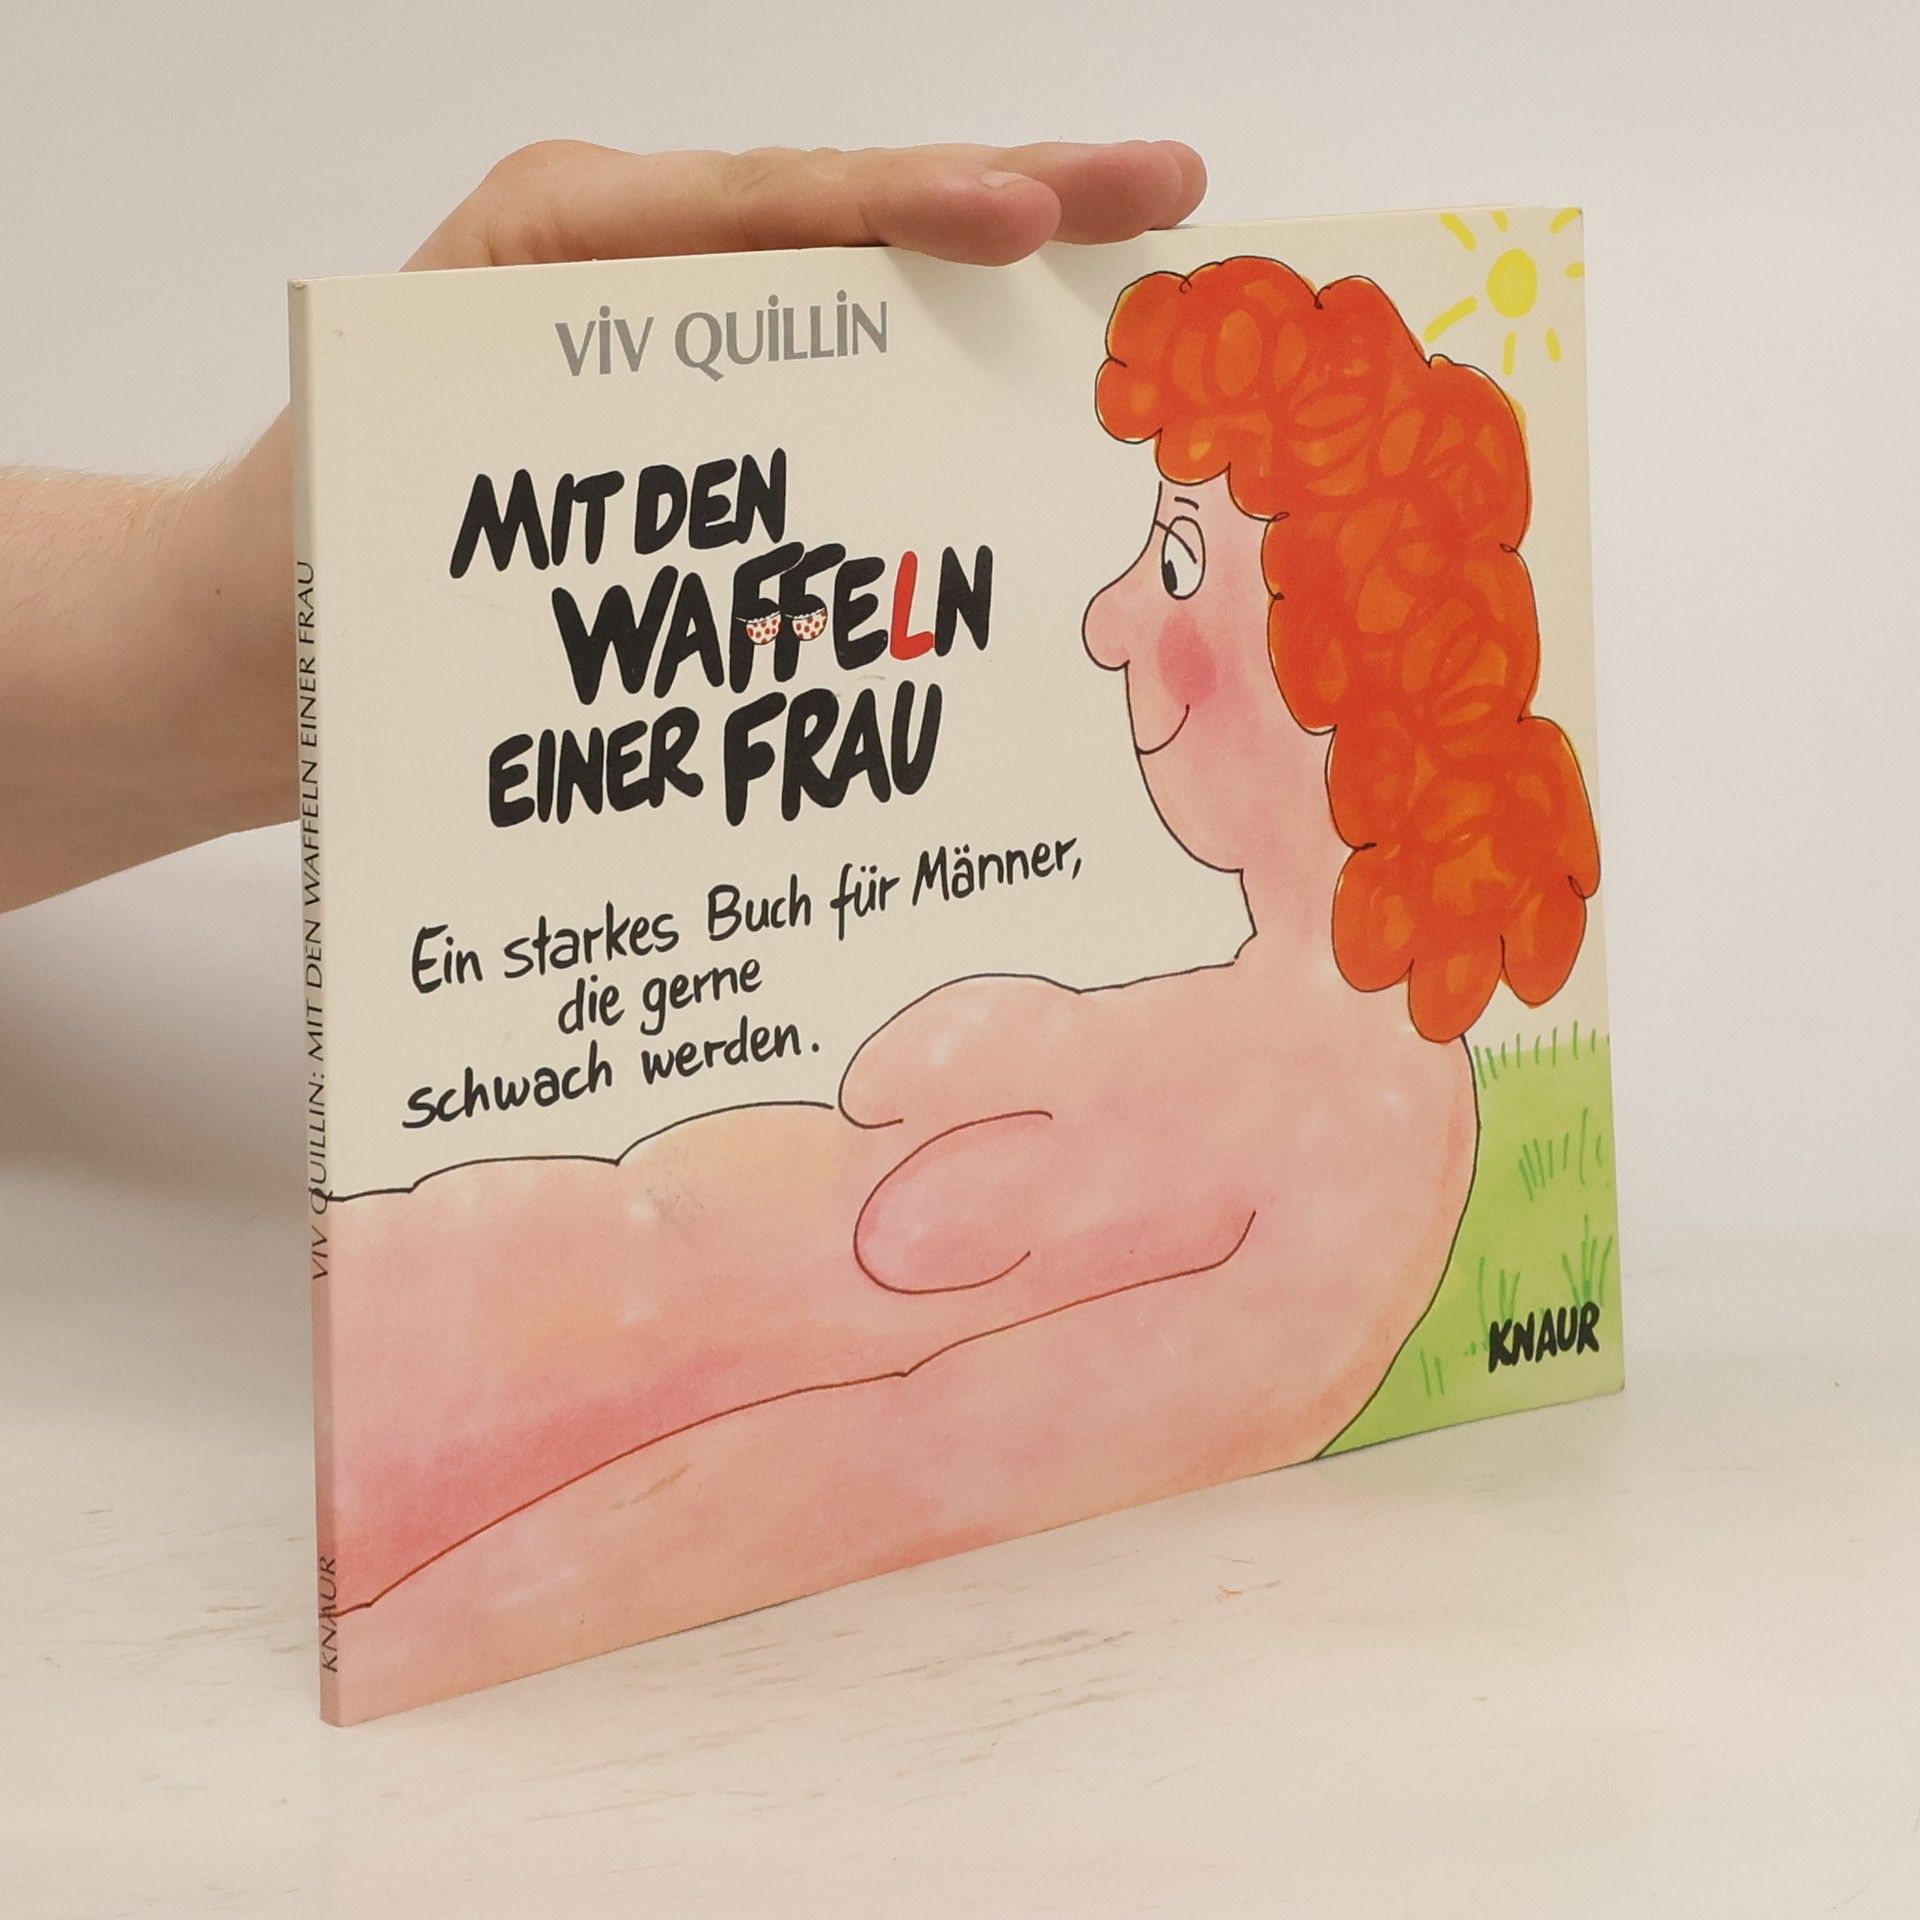 VIV QUILLIN
MIT DEN
WAFFELN
EINER FRAU
Ein starkes Buch für Männer,
die gerne
schwach werden.
KNAUR
VIV QUILLIN: MIT DEN WAFFELN EINER FRAU
KNAUR